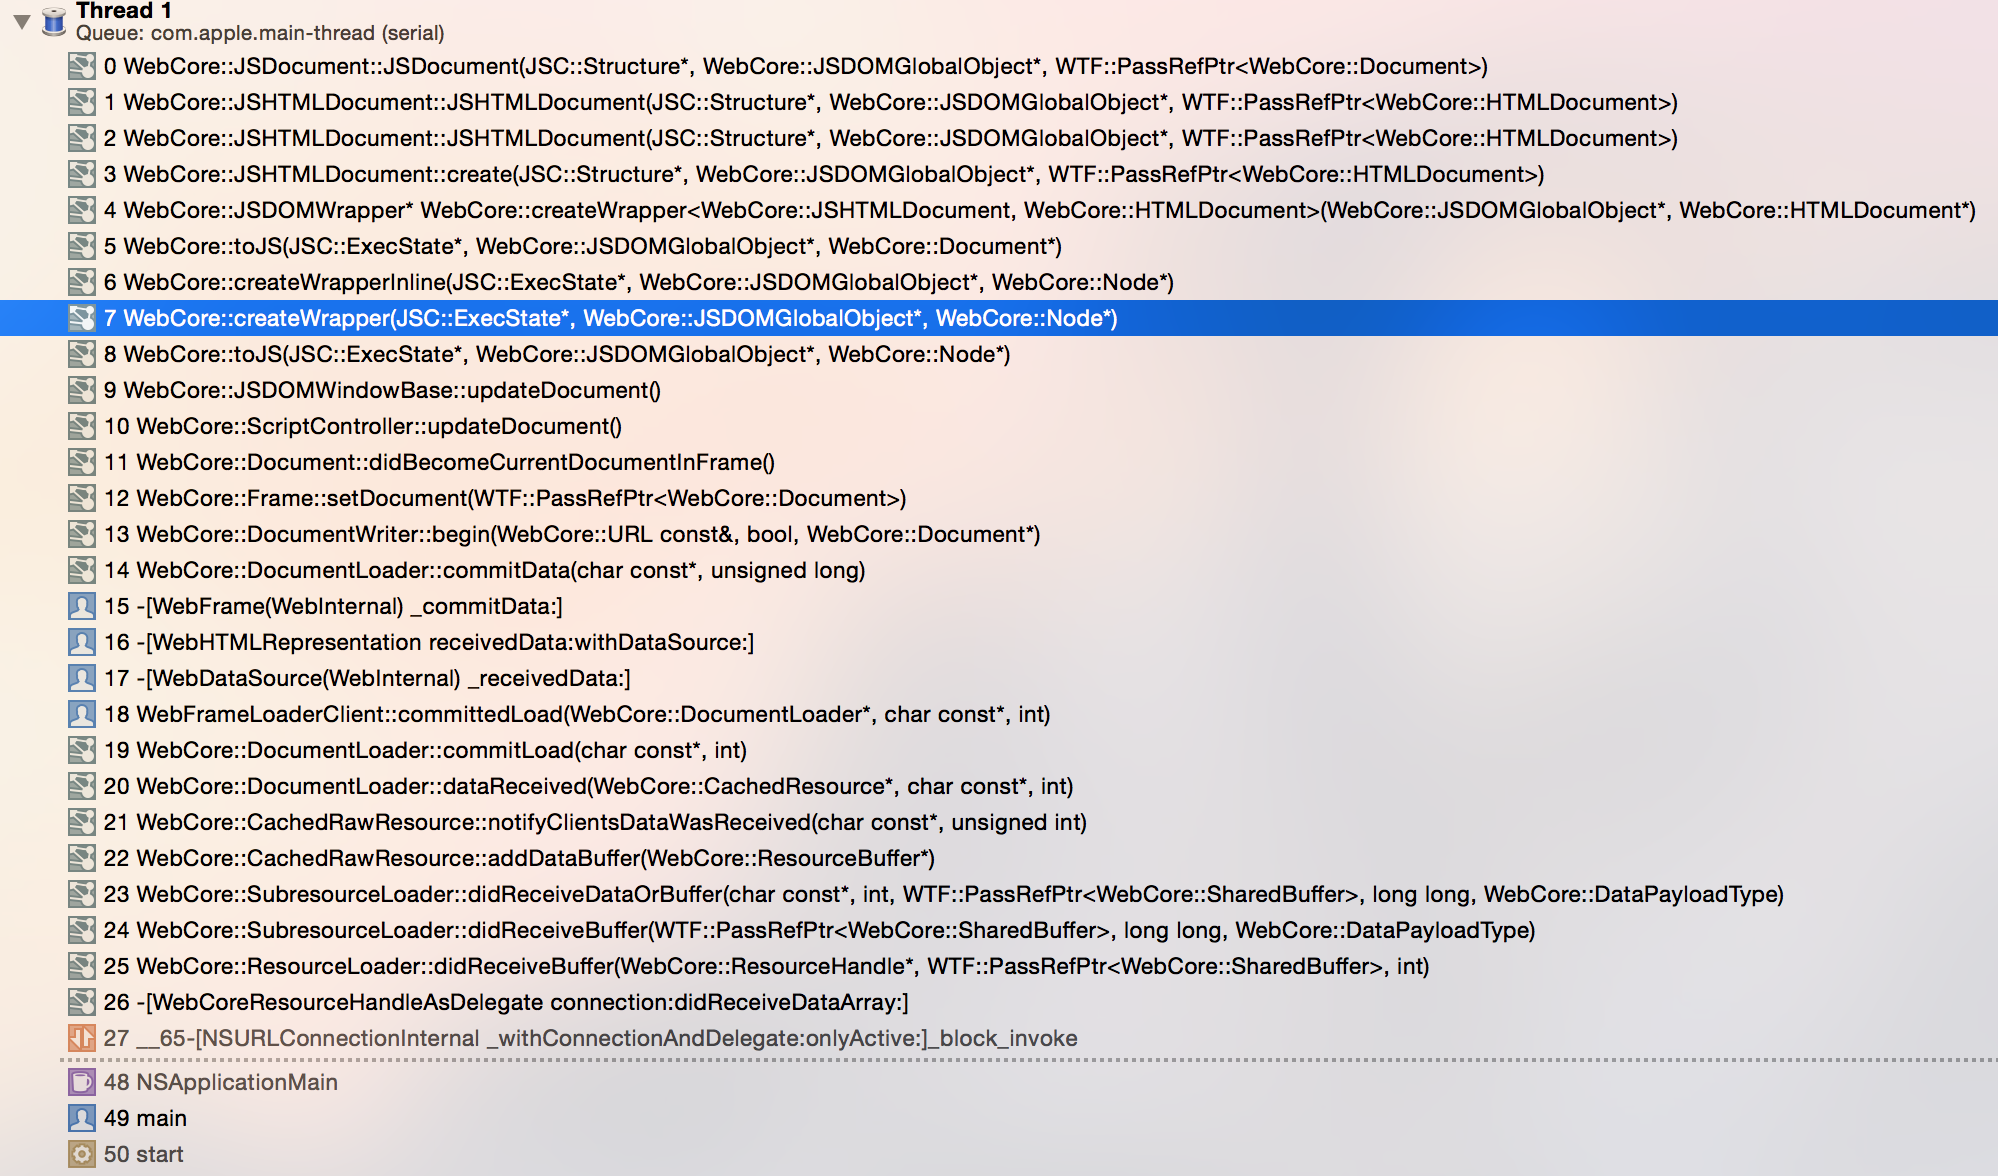 Thread 1
Queue: com.apple.main-thread (serial)
0 WebCore::JSDocument::JSDocument(JSC::Structure*, WebCore::JSDOMGlobalObject*, WTF::PassRefPtr<WebCore::Document>)
1 WebCore::JSHTMLDocument::JSHTMLDocument(JSC::Structure*, WebCore::JSDOMGlobalObject*, WTF::PassRefPtr<WebCore::HTMLDocument>)
2 WebCore::JSHTMLDocument::JSHTMLDocument(JSC::Structure*, WebCore::JSDOMGlobalObject*, WTF::PassRefPtr<WebCore::HTMLDocument>)
3 WebCore::JSHTMLDocument::create(JSC::Structure*, WebCore::JSDOMGlobalObject*, WTF::PassRefPtr<WebCore::HTMLDocument>)
4 WebCore::JSDOMWrapper* WebCore::createWrapper<WebCore::JSHTMLDocument, WebCore::HTMLDocument>(WebCore::JSDOMGlobalObject*, WebCore::HTMLDocument*)
5 WebCore::toJS(JSC::ExecState*, WebCore::JSDOMGlobalObject*, WebCore::Document*)
6 WebCore::createWrapperInline(JSC::ExecState*, WebCore::JSDOMGlobalObject*, WebCore::Node*)
7 WebCore::createWrapper(JSC::ExecState*, WebCore::JSDOMGlobalObject*, WebCore::Node*)
8 WebCore::toJS(JSC::ExecState*, WebCore::JSDOMGlobalObject*, WebCore::Node*)
9 WebCore::JSDOMWindowBase::updateDocument()
10 WebCore::ScriptController::updateDocument()
11 WebCore::Document::didBecomeCurrentDocumentInFrame()
12 WebCore::Frame::setDocument(WTF::PassRefPtr<WebCore::Document>)
13 WebCore::DocumentWriter::begin(WebCore::URL const&, bool, WebCore::Document*)
14 WebCore::DocumentLoader::commitData(char const*, unsigned long)
15 -[WebFrame(WebInternal) _commitData:]
16 -[WebHTMLRepresentation receivedData:withDataSource:]
17 -[WebDataSource(WebInternal) _receivedData:]
18 WebFrameLoaderClient::committedLoad(WebCore::DocumentLoader*, char const*, int)
19 WebCore::DocumentLoader::commitLoad(char const*, int)
20 WebCore::DocumentLoader::dataReceived(WebCore::CachedResource*, char const*, int)
21 WebCore::CachedRawResource::notifyClientsDataWasReceived(char const*, unsigned int)
22 WebCore::CachedRawResource::addDataBuffer(WebCore::ResourceBuffer*)
23 WebCore::SubresourceLoader::didReceiveDataOrBuffer(char const*, int, WTF::PassRefPtr<WebCore::SharedBuffer>, long long, WebCore::DataPayloadType)
24 WebCore::SubresourceLoader::didReceiveBuffer(WTF::PassRefPtr<WebCore::SharedBuffer>, long long, WebCore::DataPayloadType)
25 WebCore::ResourceLoader::didReceiveBuffer(WebCore::ResourceHandle*, WTF::PassRefPtr<WebCore::SharedBuffer>, int)
26 -[WebCoreResourceHandleAsDelegate connection:didReceiveDataArray:]
27 __65-[NSURLConnectionInternal _withConnectionAndDelegate:onlyActive:]_block_invoke
48 NSApplicationMain
49 main
50 start